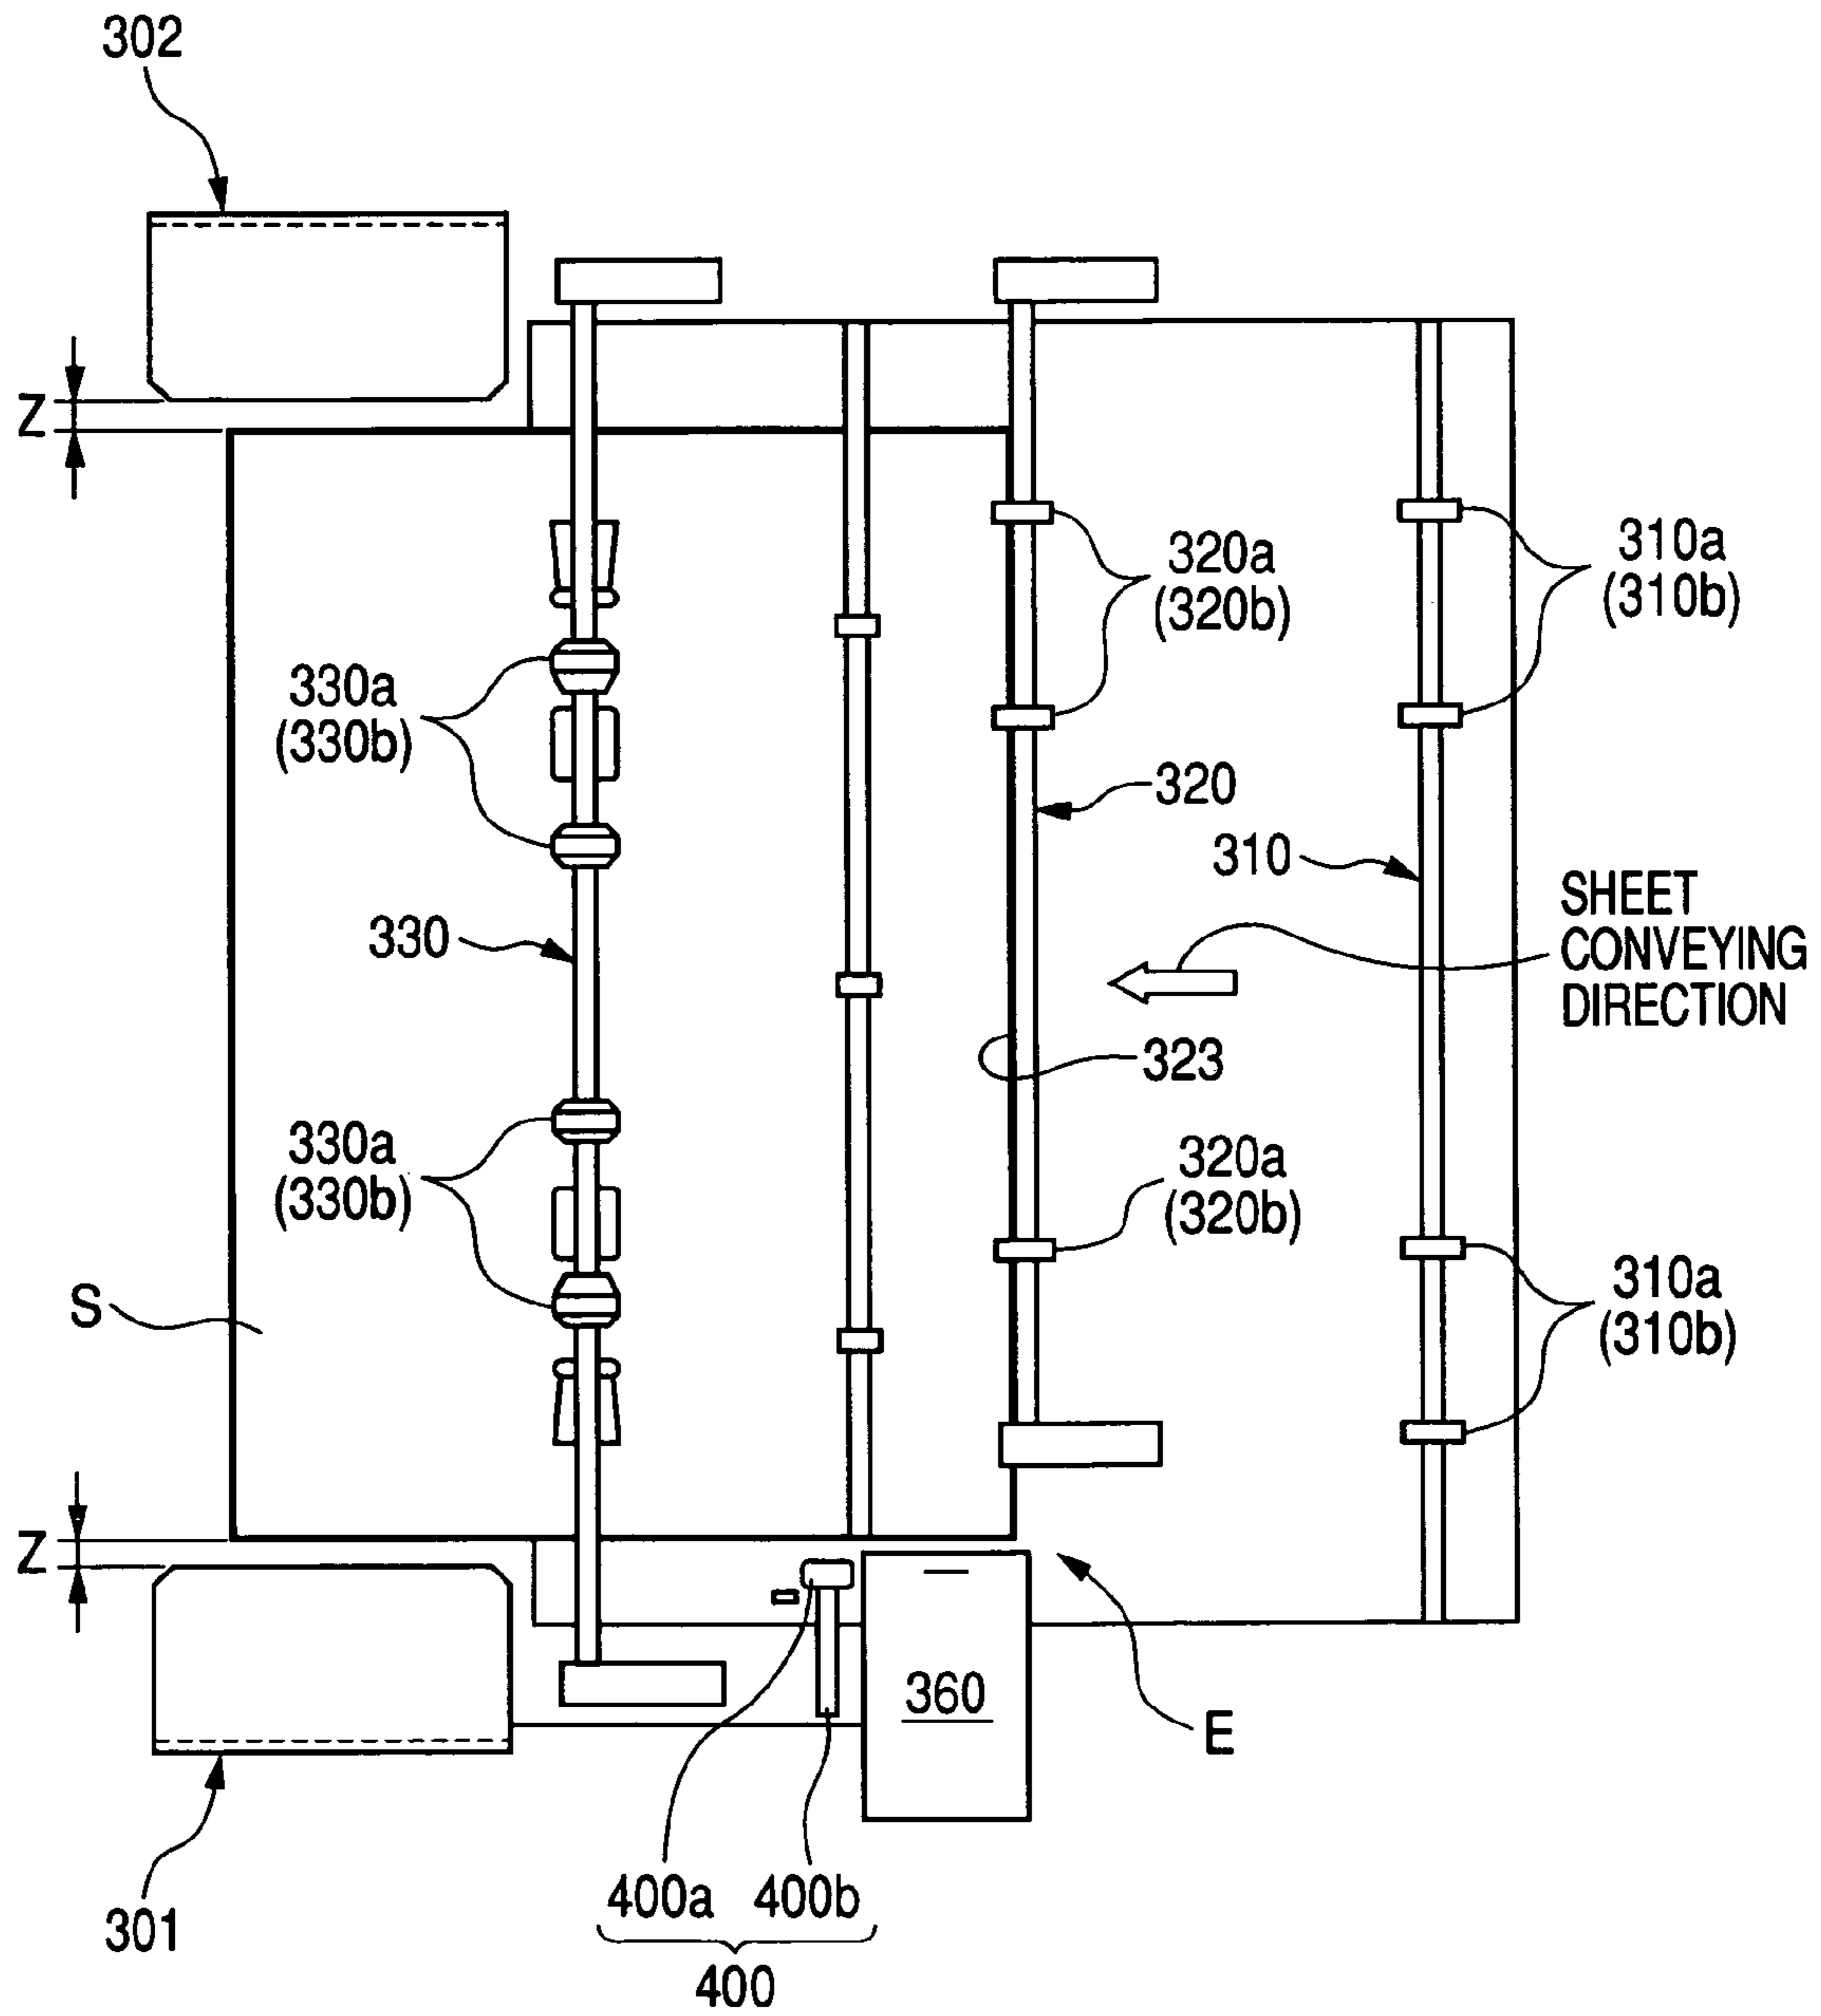 302
Z
320a
(320b)
310a
(310b)
330a
(330b)
320
310
SHEET
CONVEYING
DIRECTION
330
323
330a
(330b)
320a
(320b)
S
310a
(310b)
Z
360
E
400a 400b
301
400